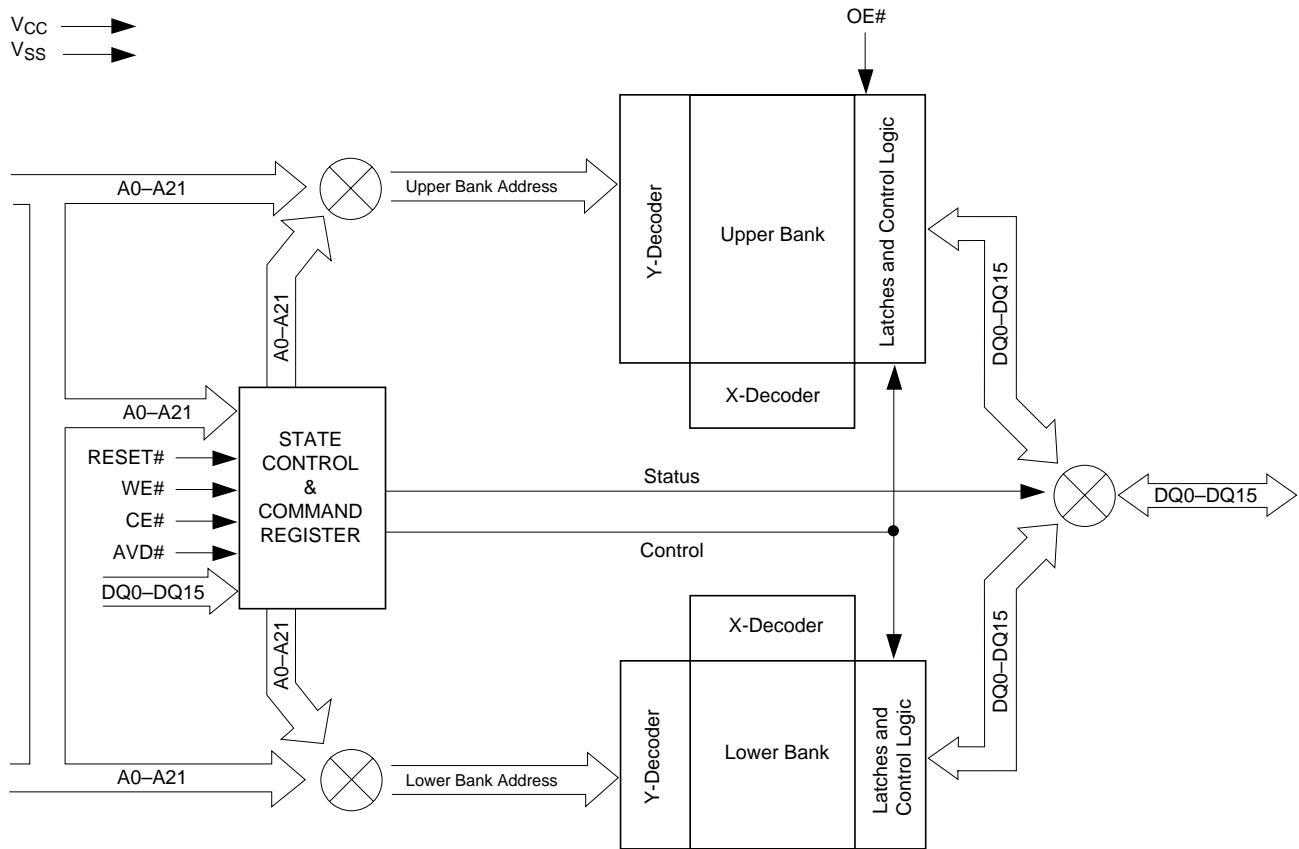 VCC
VSS
OE#
A0–A21
Upper Bank Address
Y-Decoder
Upper Bank
Latches and Control Logic
X-Decoder
A0–A21
DQ0–DQ15
A0–A21
RESET#
WE#
CE#
AVD#
DQ0–DQ15
STATE
CONTROL
&
COMMAND
REGISTER
Status
Control
DQ0–DQ15
A0–A21
X-Decoder
DQ0–DQ15
A0–A21
Lower Bank Address
Y-Decoder
Lower Bank
Latches and
Control Logic